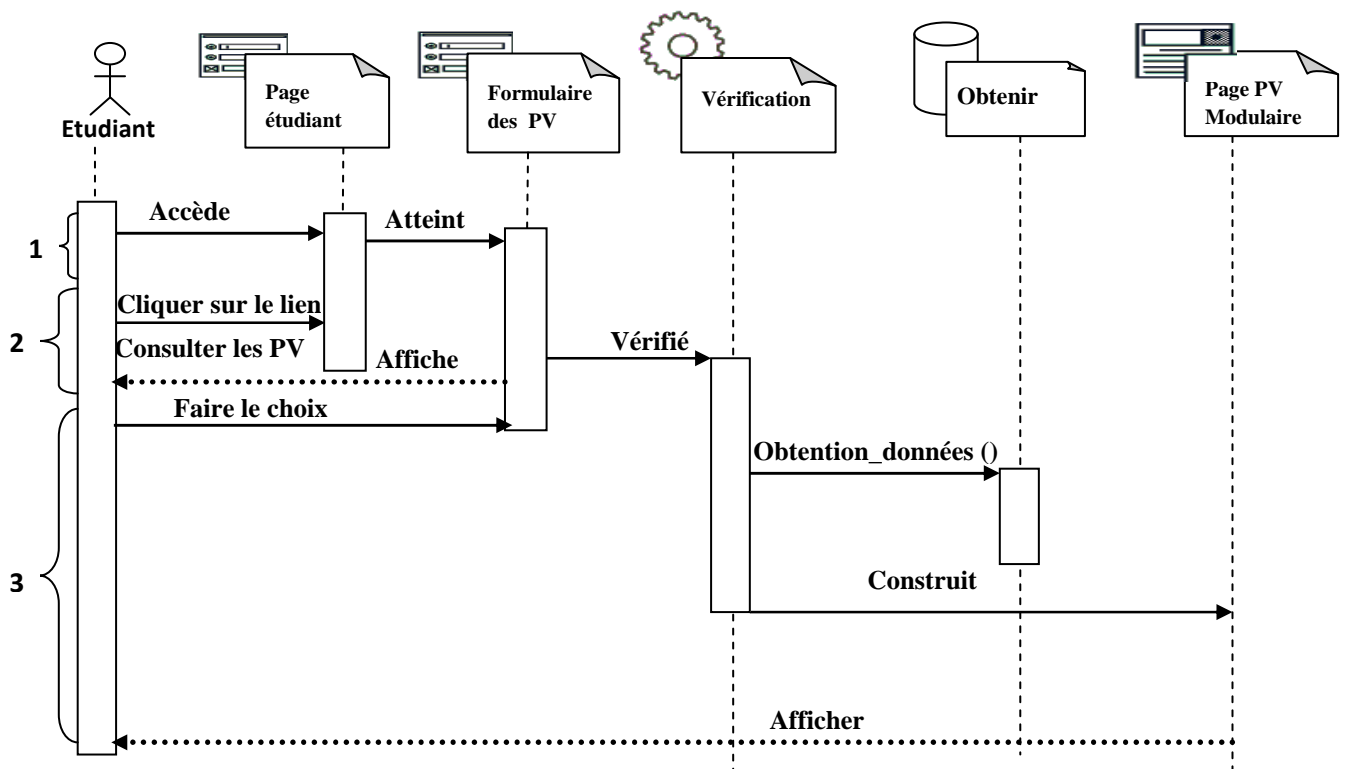 Etudiant
Page
étudiant
Formulaire
des PV
Vérification
Obtenir
Page PV
Modulaire
1
Accède
Atteint
2
Cliquer sur le lien
Consulter les PV
Affiche
Vérifié
Faire le choix
3
Obtention_données ()
Construit
Afficher